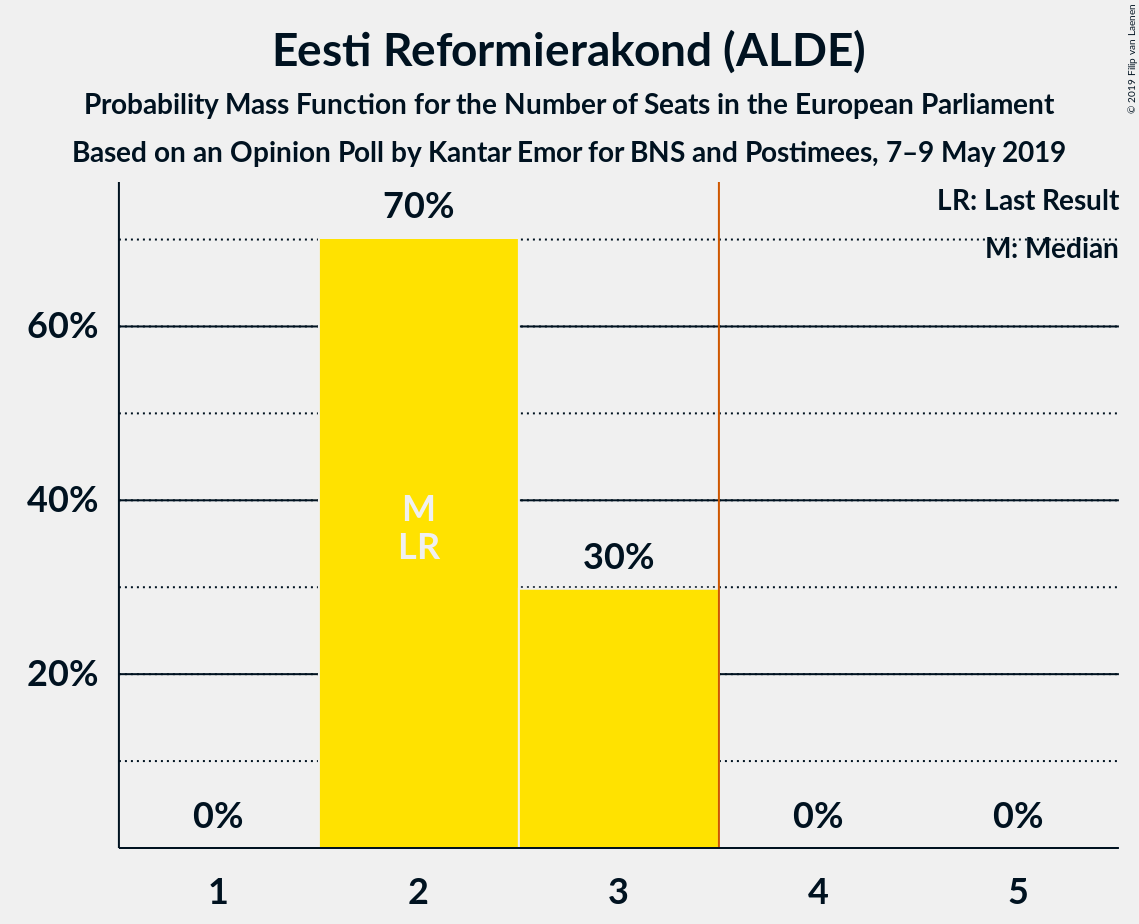 Eesti Reformierakond (ALDE)
Probability Mass Function for the Number of Seats in the European Parliament
Based on an Opinion Poll by Kantar Emor for BNS and Postimees, 7–9 May 2019
© 2019 Filip van Laenen
LR: Last Result
M: Median
70%
60%
40%
M
LR
30%
20%
0%
0%
0%
1
2
3
4
5